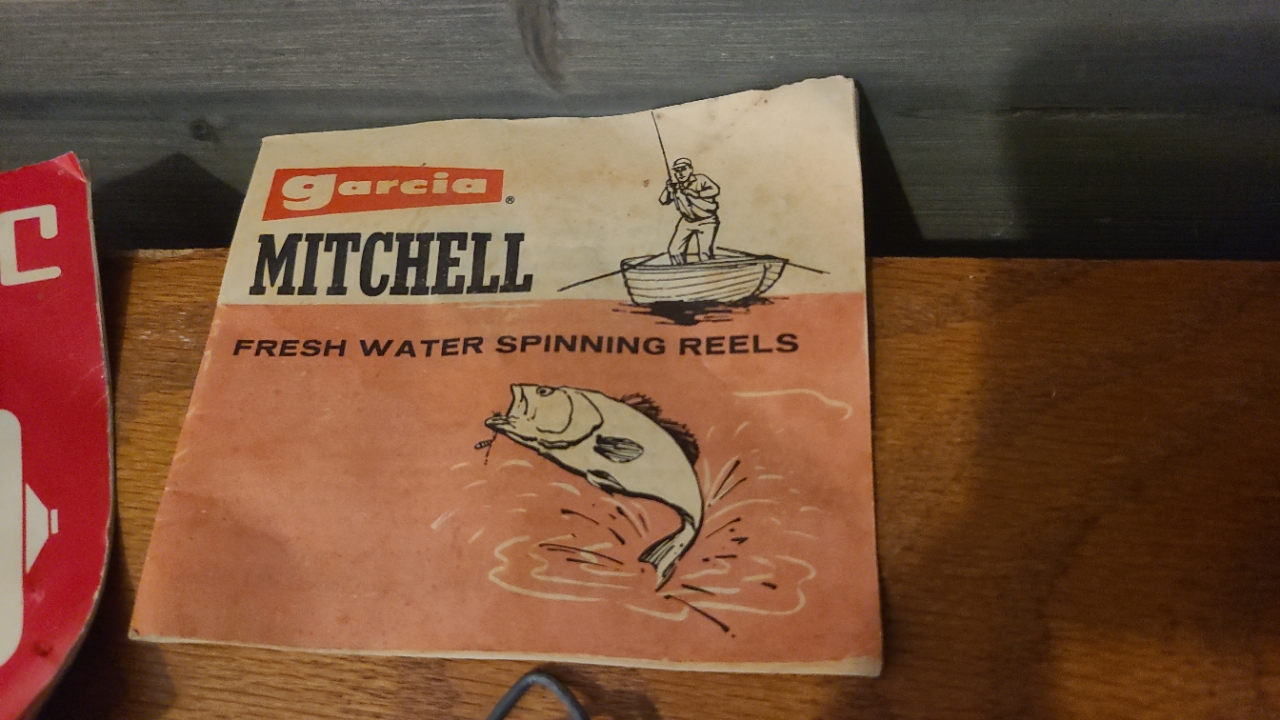 garcia®
MITCHELL
FRESH WATER SPINNING REELS
C